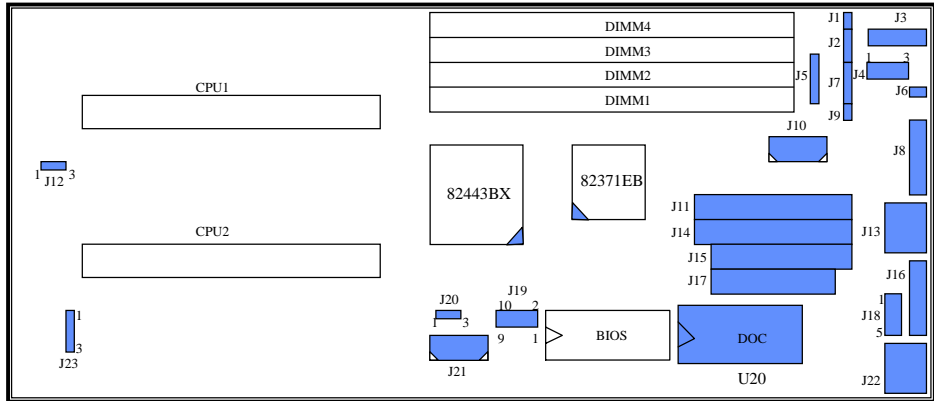 DIMM4
DIMM3
DIMM2
DIMM1
CPU1
J1
J2
J3
1 3
J4
J5
J7
J6
J9
J10
J8
1 3
J12
82443BX
82371EB
J11
J14
J13
CPU2
J15
J17
J16
1
3
J23
J20
1 3
J21
J19
10 2
9 1
BIOS
DOC
U20
1
J18
5
J22